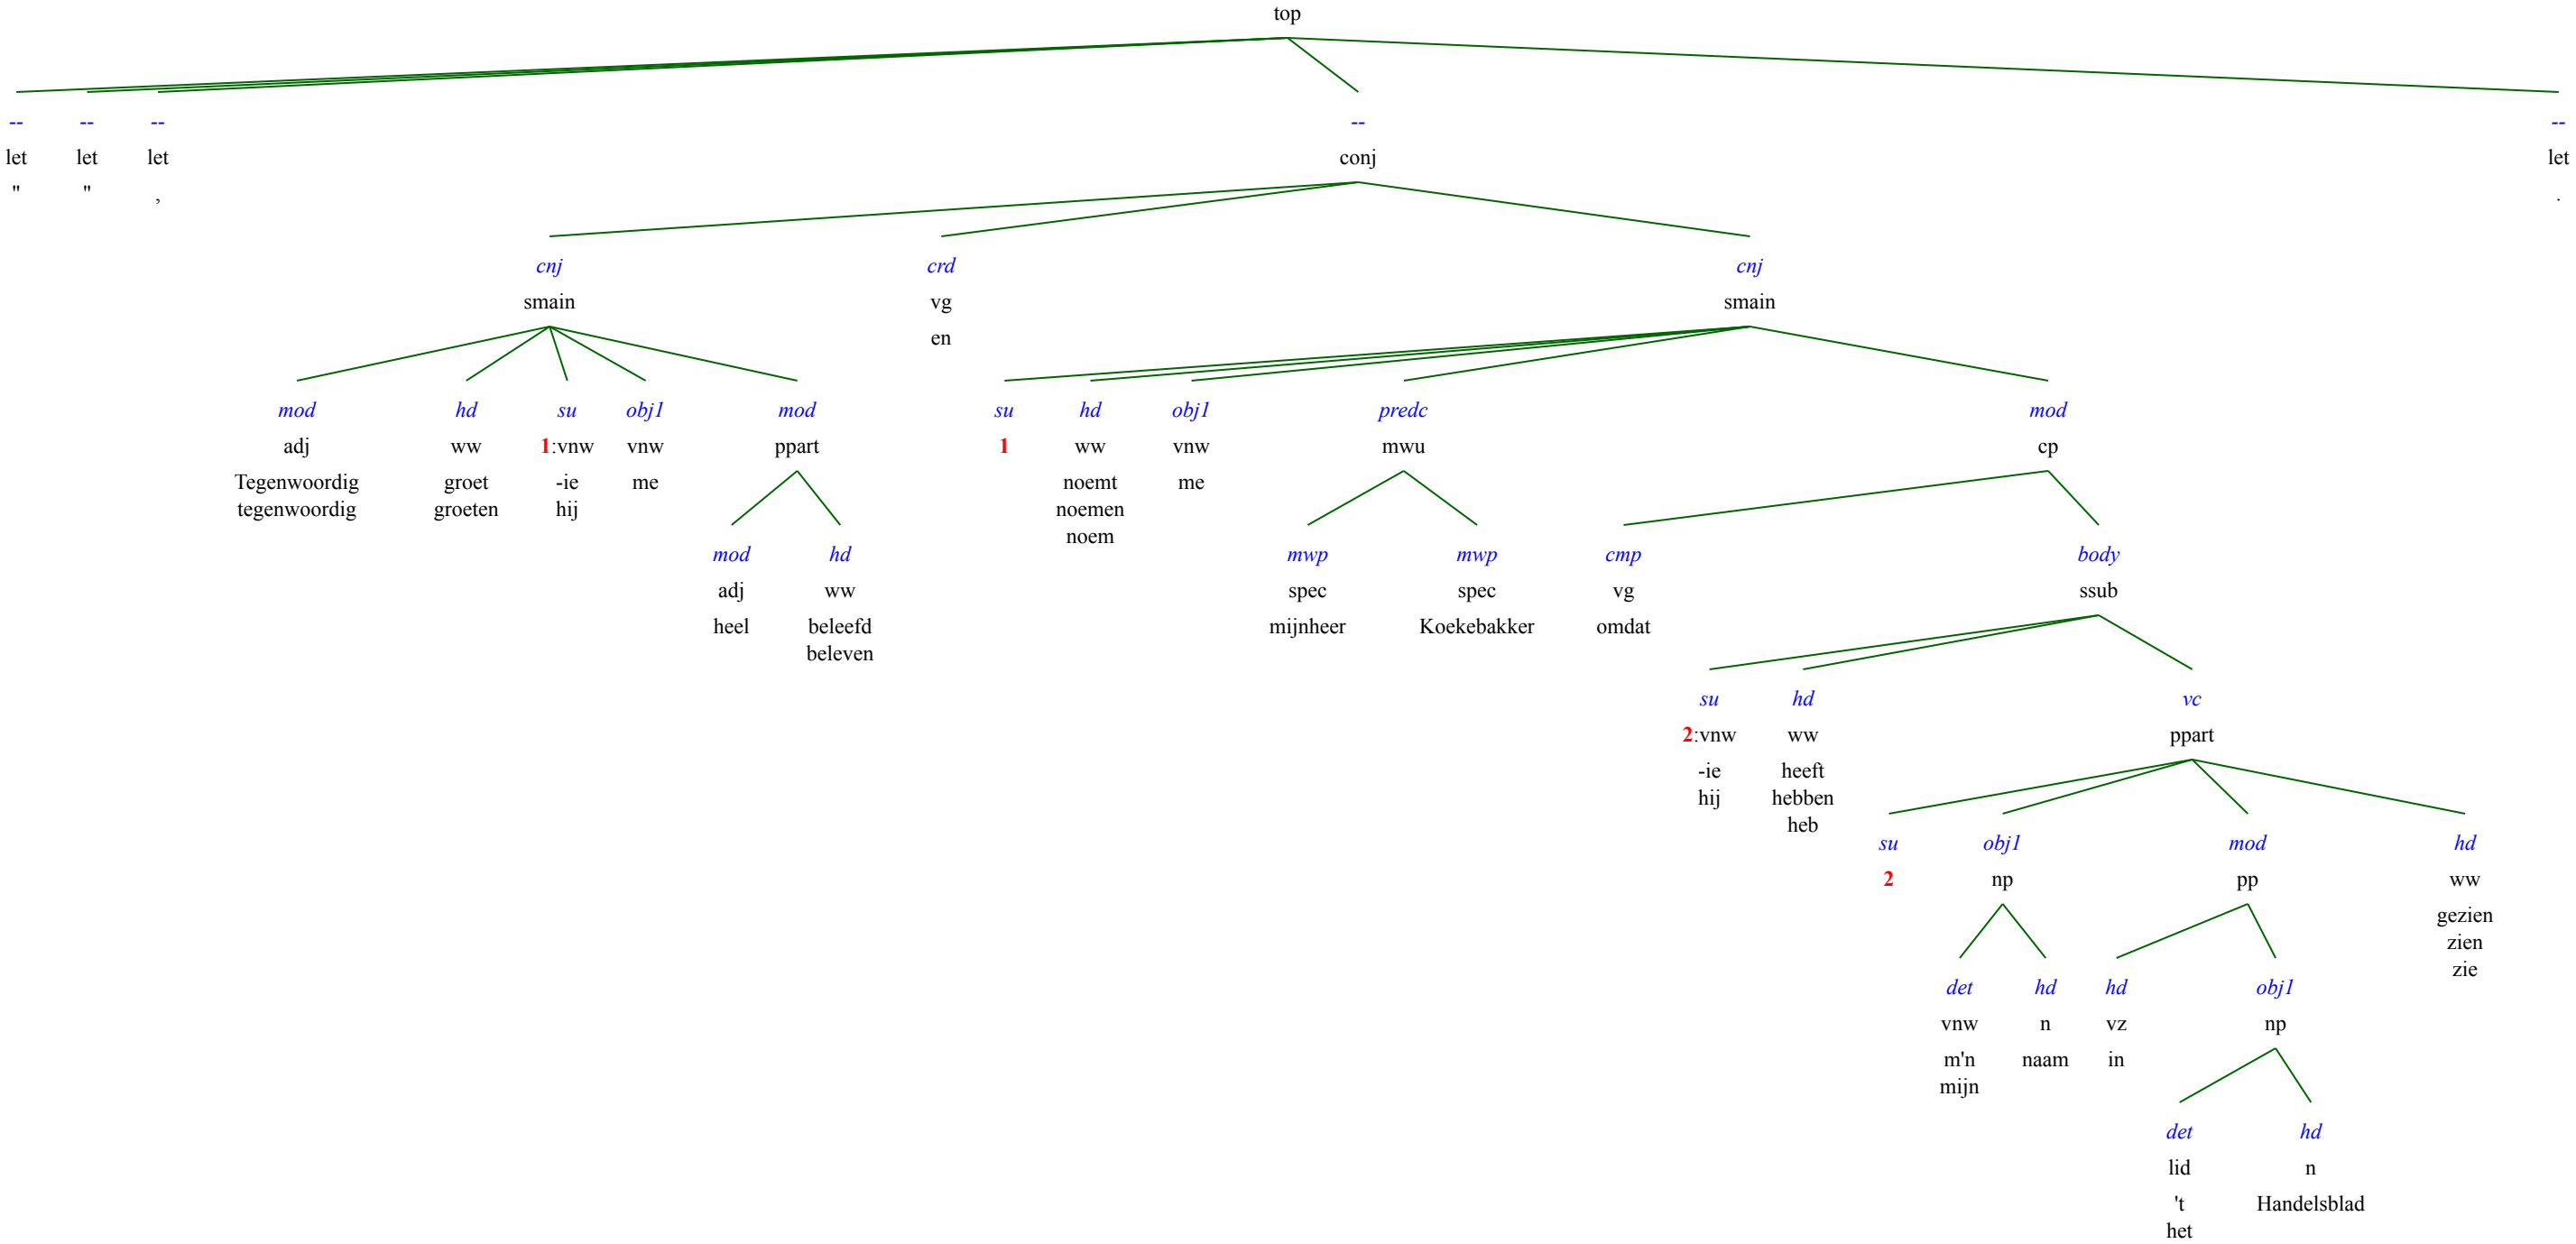 top
-- -- -- -- --
let let let conj let
" " , .
cnj crd cnj
smain vg smain
en
mod hd su obj1 mod su hd obj1 predc mod
adj ww 1:vnw vnw ppart 1 ww vnw mwu cp
Tegenwoordig groet -ie me noemt me
tegenwoordig groeten hij noemen
noem
mod hd mwp mwp cmp body
adj ww spec spec vg ssub
heel beleefd mijnheer Koekebakker omdat
beleven
su hd vc
2:vnw ww ppart
-ie heeft
hij hebben
heb
su obj1 mod hd
2 np pp ww
gezien
zien
zie
det hd hd obj1
vnw n vz np
m'n naam in
mijn
det hd
lid n
't Handelsblad
het